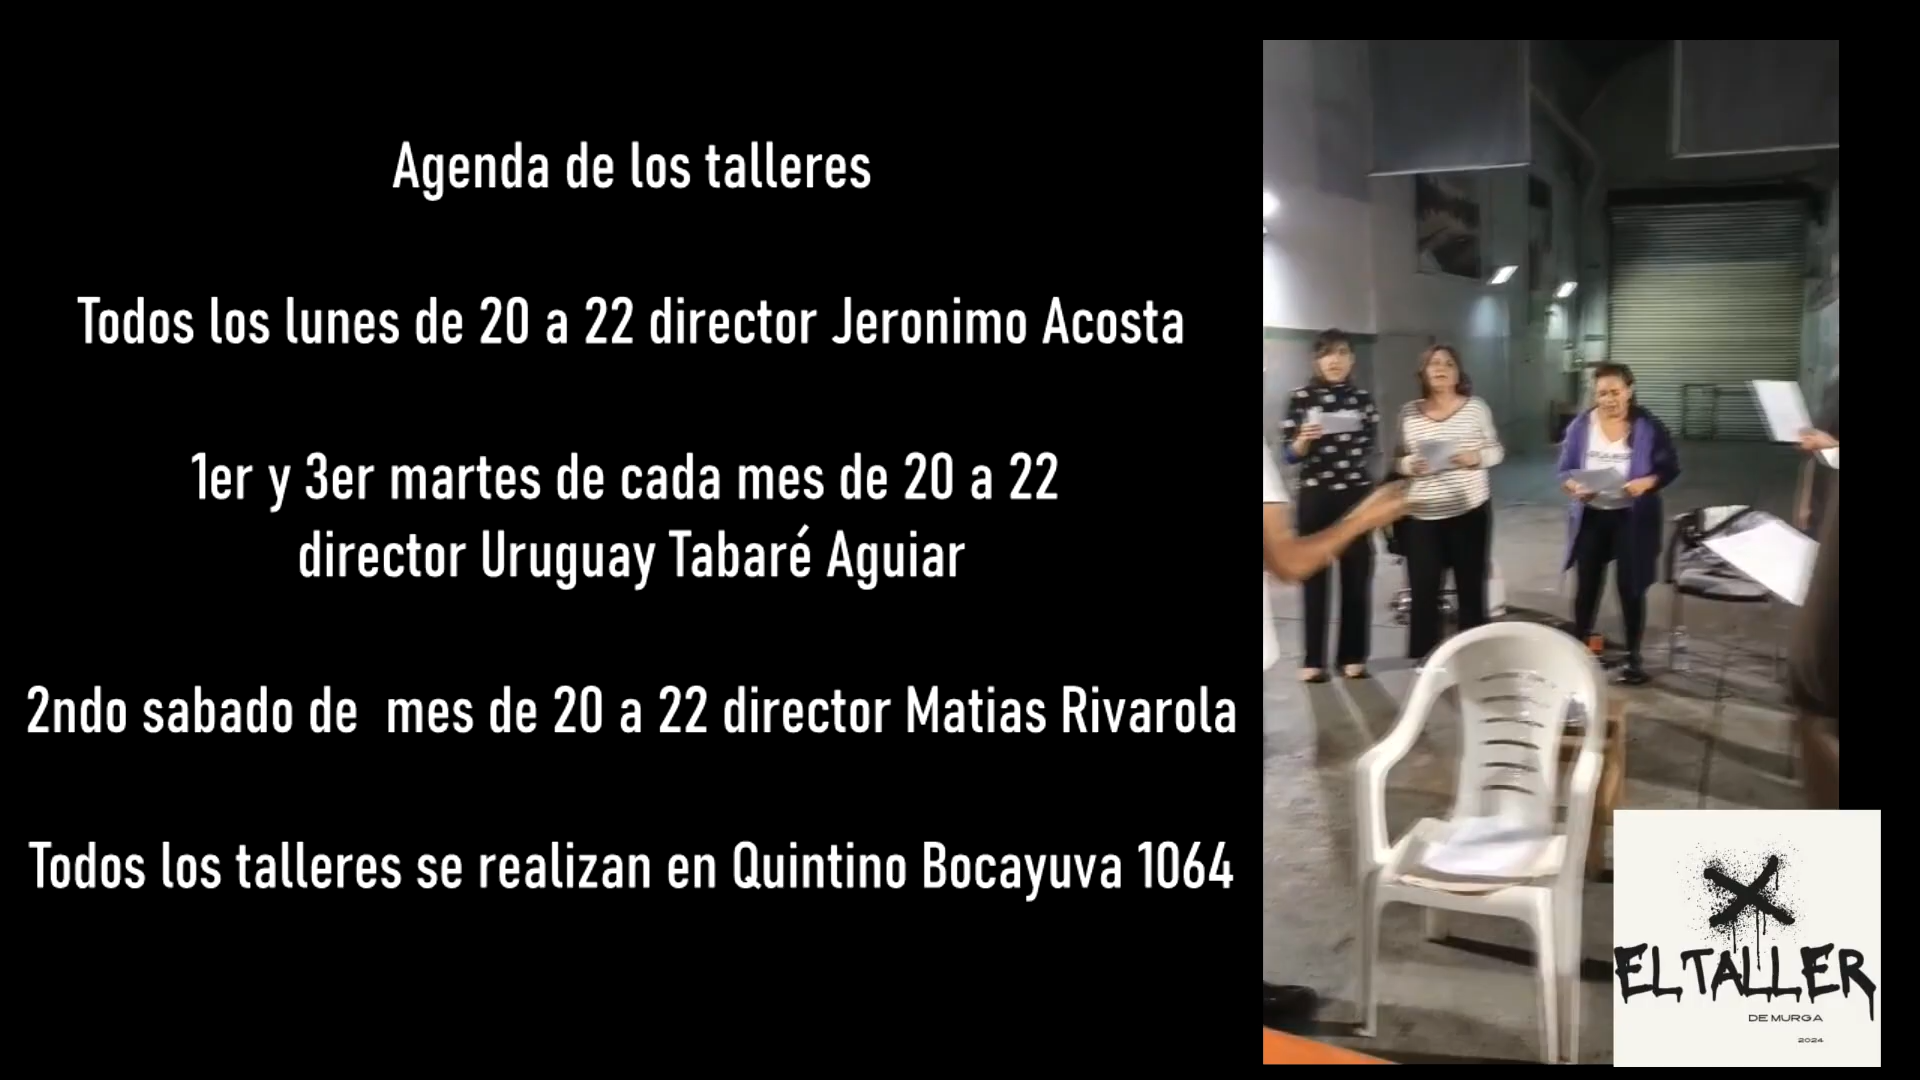 Agenda de los talleres
Todos los lunes de 20 a 22 director Jeronimo Acosta
1er y 3er martes de cada mes de 20 a 22
director Uruguay Tabaré Aguiar
2ndo sabado de  mes de 20 a 22 director Matias Rivarola
Todos los talleres se realizan en Quintino Bocayuva 1064
EL TALLER
DE MURGA
2024